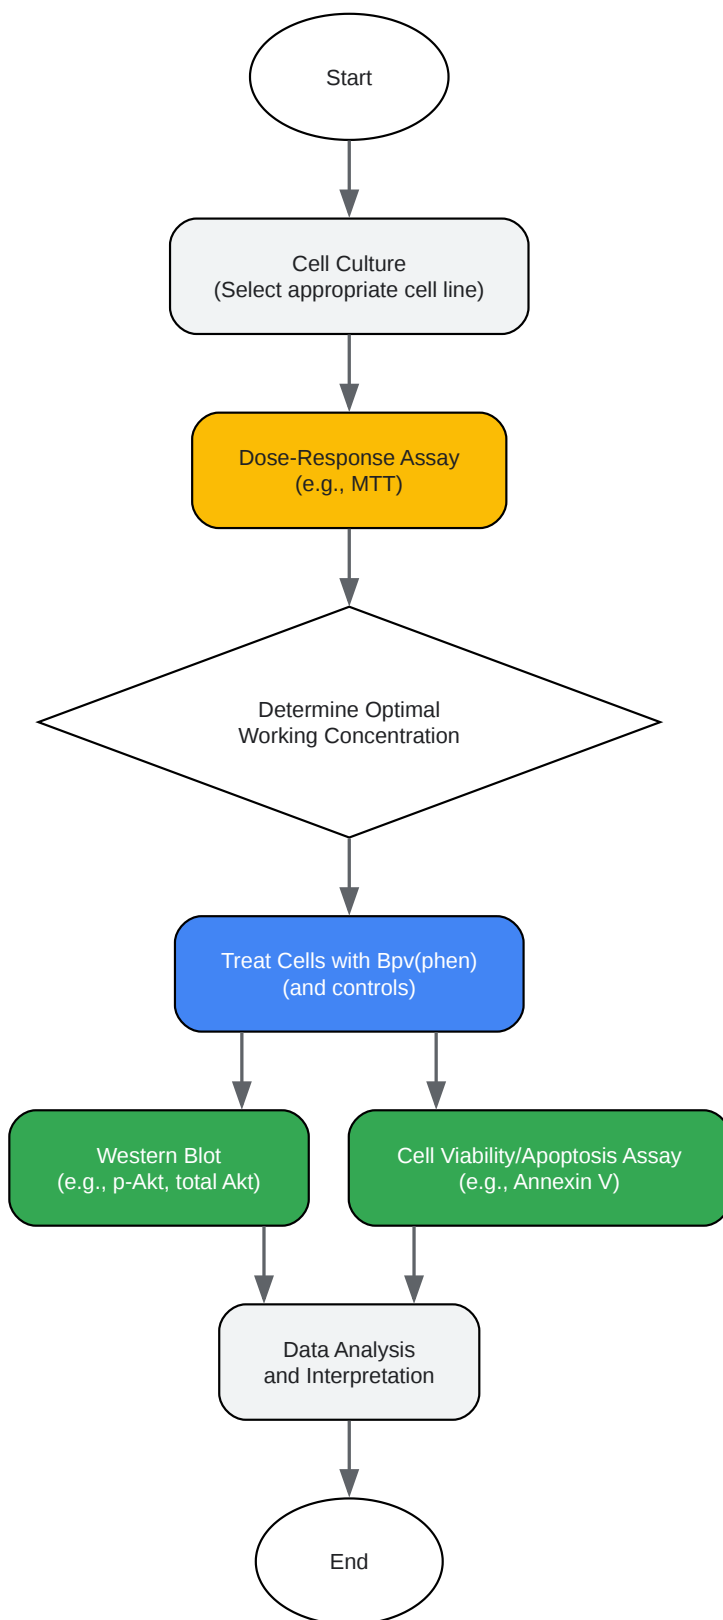 Start
Cell Culture
(Select appropriate cell line)
Dose-Response Assay
(e.g., MTT)
Determine Optimal
Working Concentration
Treat Cells with Bpv(phen)
(and controls)
Western Blot
(e.g., p-Akt, total Akt)
Cell Viability/Apoptosis Assay
(e.g., Annexin V)
Data Analysis
and Interpretation
End